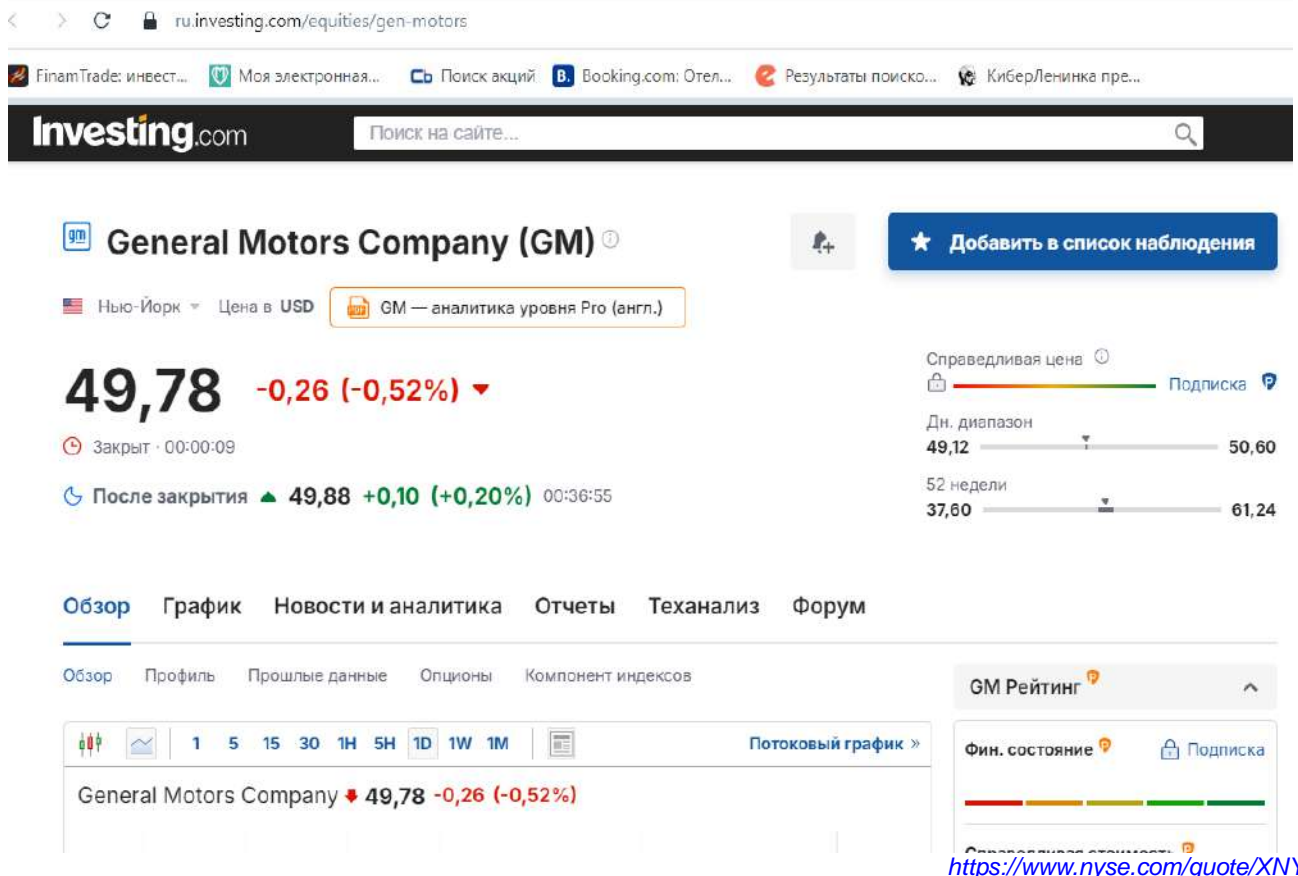 ru.investing.com/equities/gen-motors
FinamTrade: инвест... Моя электронная... Сb Поиск акций B. Booking.com: Отел... Результаты поиско... КиберЛенинка пре...
Investing.com Поиск на сайте...
gm General Motors Company (GM) Добавить в список наблюдения
Нью-Йорк Цена в USD GM — аналитика уровня Pro (англ.)
Справедливая цена
49,78 -0,26 (-0,52%) Подписка
Дн. диапазон
Закрыт · 00:00:09 49,12 50,60
52 недели
После закрытия 49,88 +0,10 (+0,20%) 00:36:55 37,60 61,24
Обзор График Новости и аналитика Отчеты Теханализ Форум
Обзор Профиль Прошлые данные Опционы Компонент индексов GM Рейтинг
1 5 15 30 1H 5H 1D 1W 1M Потоковый график » Фин. состояние Подписка
General Motors Company 49,78 -0,26 (-0,52%)
Справедливая стоимость
https://www.nyse.com/quote/XNY